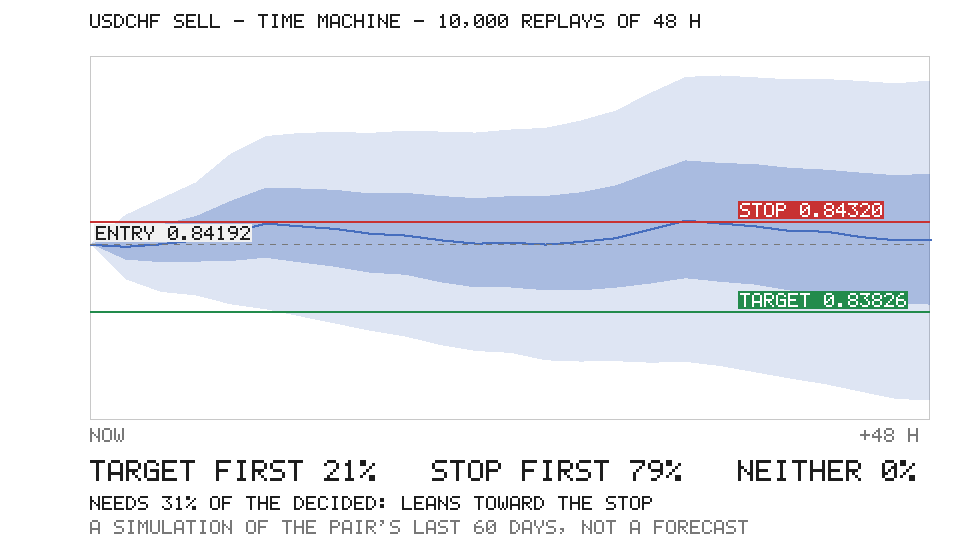 USDCHF SELL - TIME MACHINE - 10,000 REPLAYS OF 48 H
STOP 0.84320
ENTRY 0.84192
TARGET 0.83826
NOW
+48 H
TARGET FIRST 21% STOP FIRST 79% NEITHER 0%
NEEDS 31% OF THE DECIDED: LEANS TOWARD THE STOP
A SIMULATION OF THE PAIR'S LAST 60 DAYS, NOT A FORECAST